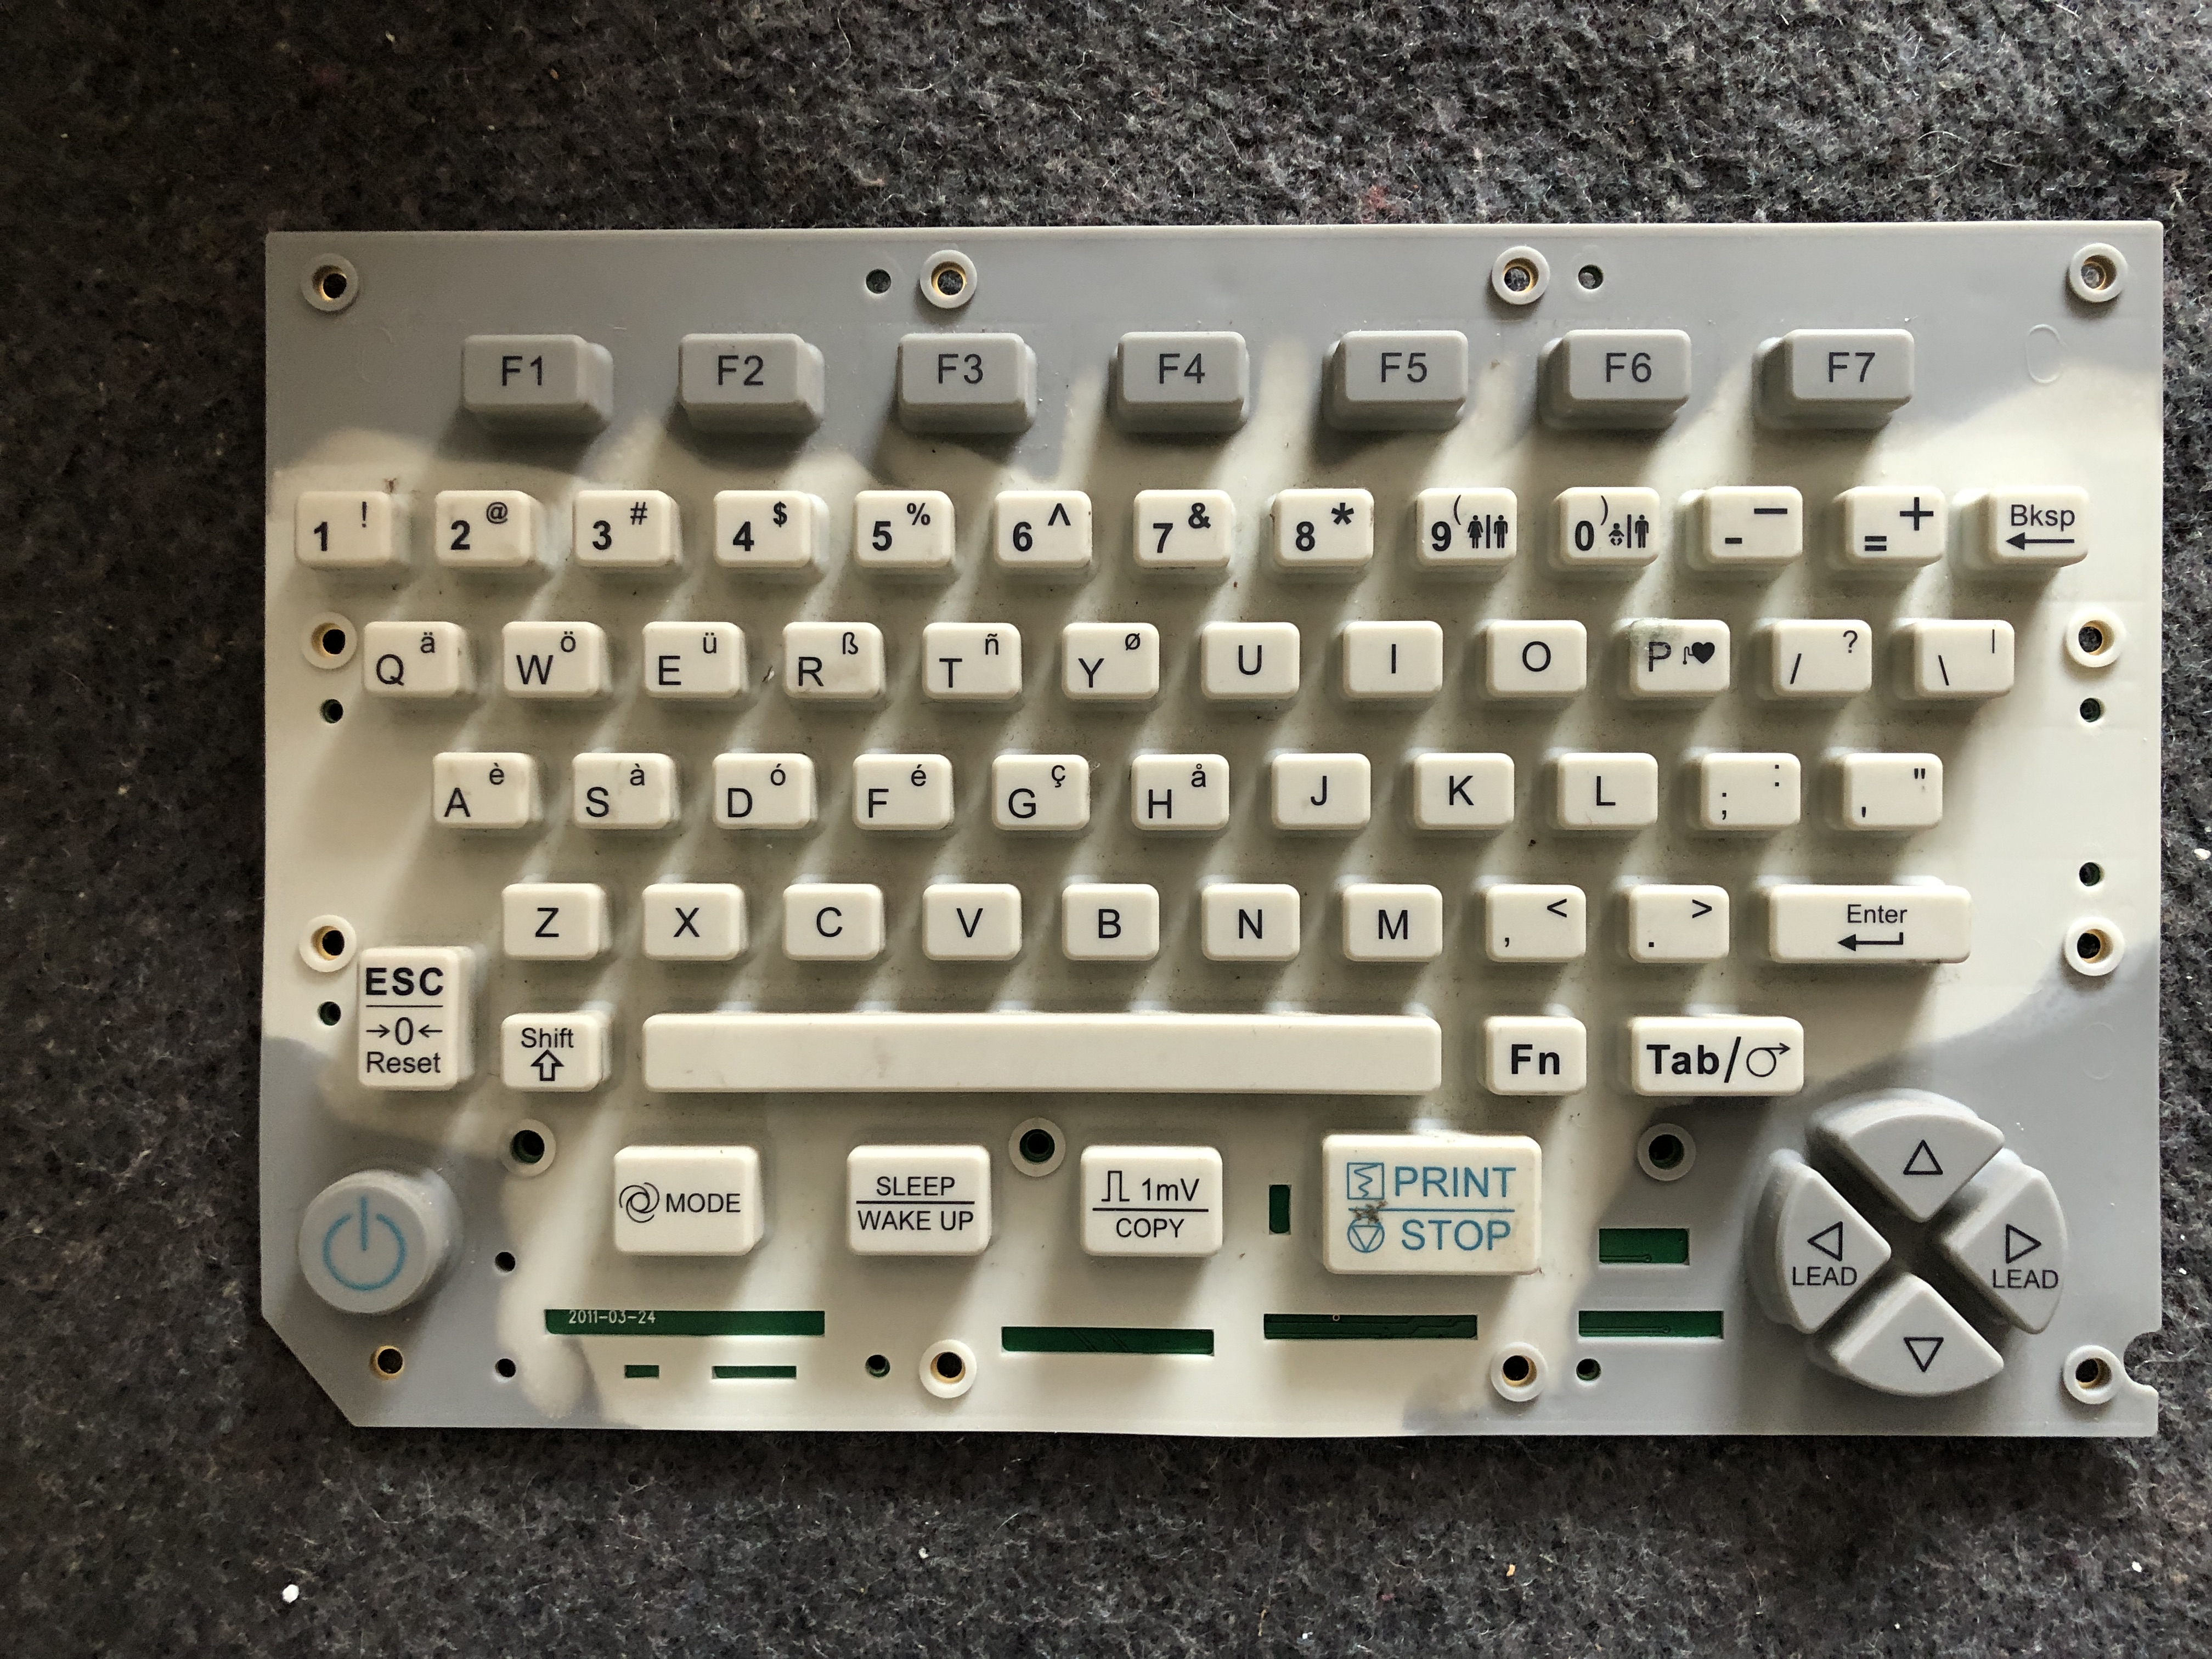 F1 F2 F3 F4 F5 F6 F7
1 ! 2 @ 3 # 4 $ 5 % 6 ^ 7 & 8 * 9 ( 0 ) - — = + Bksp
Q ä W ö E ü R ß T ñ Y ø U I O P / ? \ |
A è S à D ó F é G ç H å J K L ; : ' "
Z X C V B N M , < . > Enter
ESC
→0←
Reset
Shift Fn Tab/
MODE
SLEEP
WAKE UP
1mV
COPY
PRINT
STOP
LEAD LEAD
2011-03-24